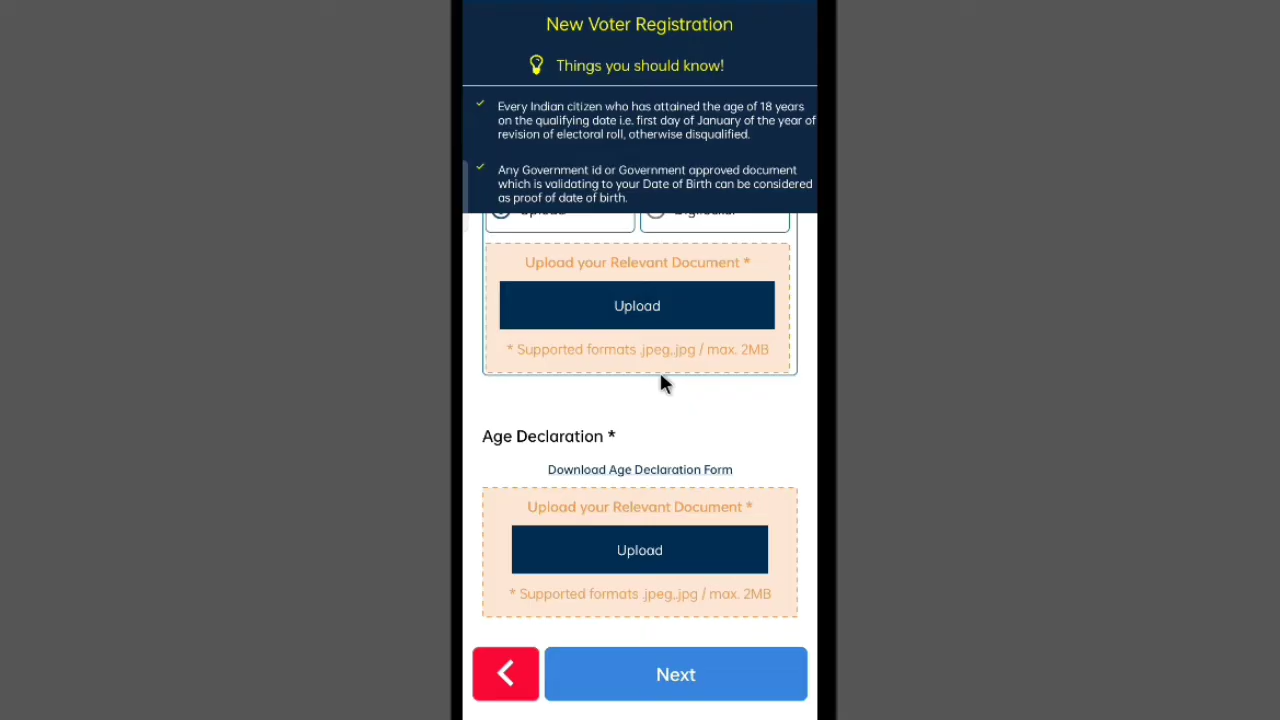 New Voter Registration
Things you should know!
Every Indian citizen who has attained the age of 18 years
on the qualifying date i.e. first day of January of the year of
revision of electoral roll, otherwise disqualified.
Any Government id or Government approved document
which is validating to your Date of Birth can be considered
as proof of date of birth.
Upload your Relevant Document *
Upload
* Supported formats .jpeg,.jpg / max. 2MB
Age Declaration *
Download Age Declaration Form
Upload your Relevant Document *
Upload
* Supported formats .jpeg,.jpg / max. 2MB
Next